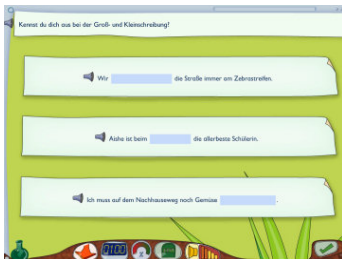 Kennst du dich aus bei der Groß- und Kleinschreibung?
Wir die Straße immer am Zebrastreifen.
Aishe ist beim die allerbeste Schülerin.
Ich muss auf dem Nachhauseweg noch Gemüse .